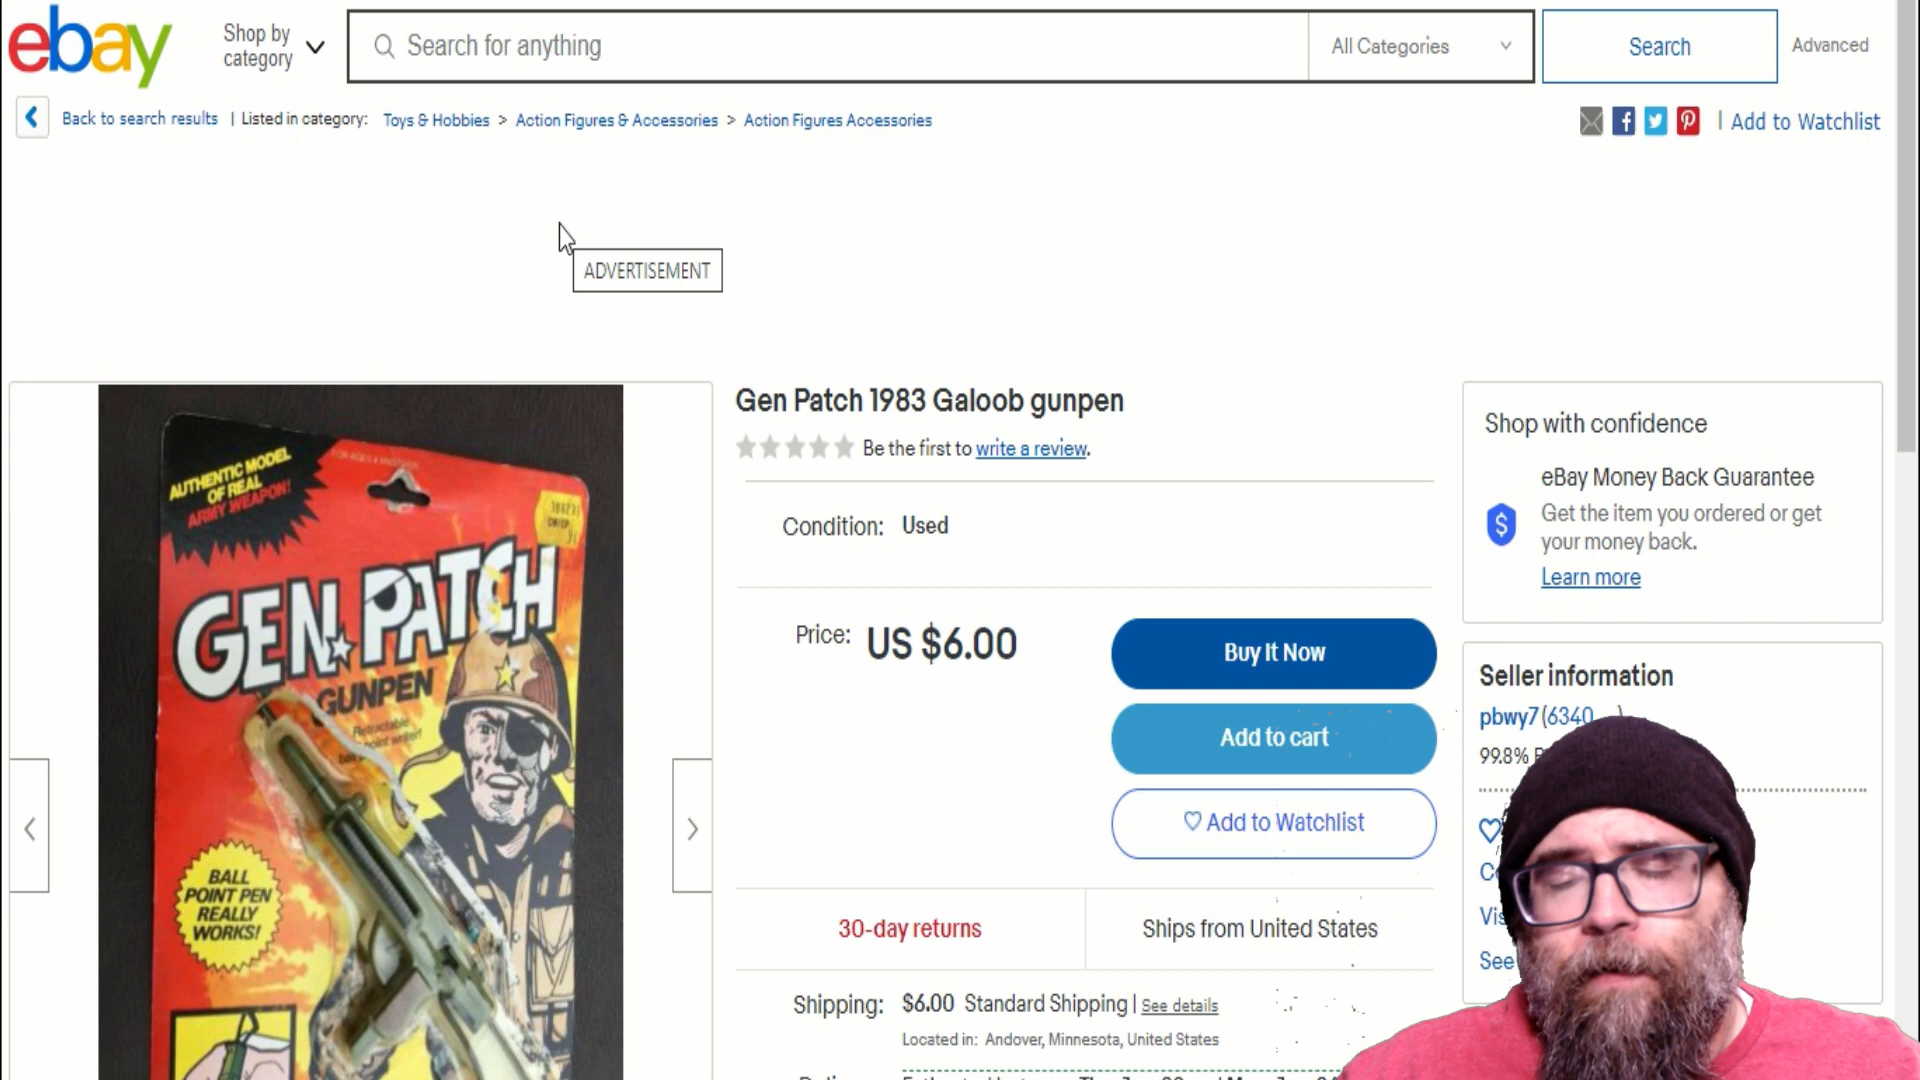 ebay
Shop by
category
Search for anything
All Categories
Search
Advanced
Back to search results | Listed in category: Toys & Hobbies > Action Figures & Accessories > Action Figures Accessories
| Add to Watchlist
ADVERTISEMENT
AUTHENTIC MODEL
OF REAL
ARMY WEAPON!
GEN. PATCH
GUNPEN
Retractable
BALL
POINT PEN
REALLY
WORKS!
Gen Patch 1983 Galoob gunpen
Be the first to write a review.
Condition: Used
Price: US $6.00
Buy It Now
Add to cart
Add to Watchlist
30-day returns
Ships from United States
Shipping: $6.00 Standard Shipping | See details
Located in: Andover, Minnesota, United States
Shop with confidence
eBay Money Back Guarantee
Get the item you ordered or get
your money back.
Learn more
Seller information
pbwy7 (6340
99.8%
See